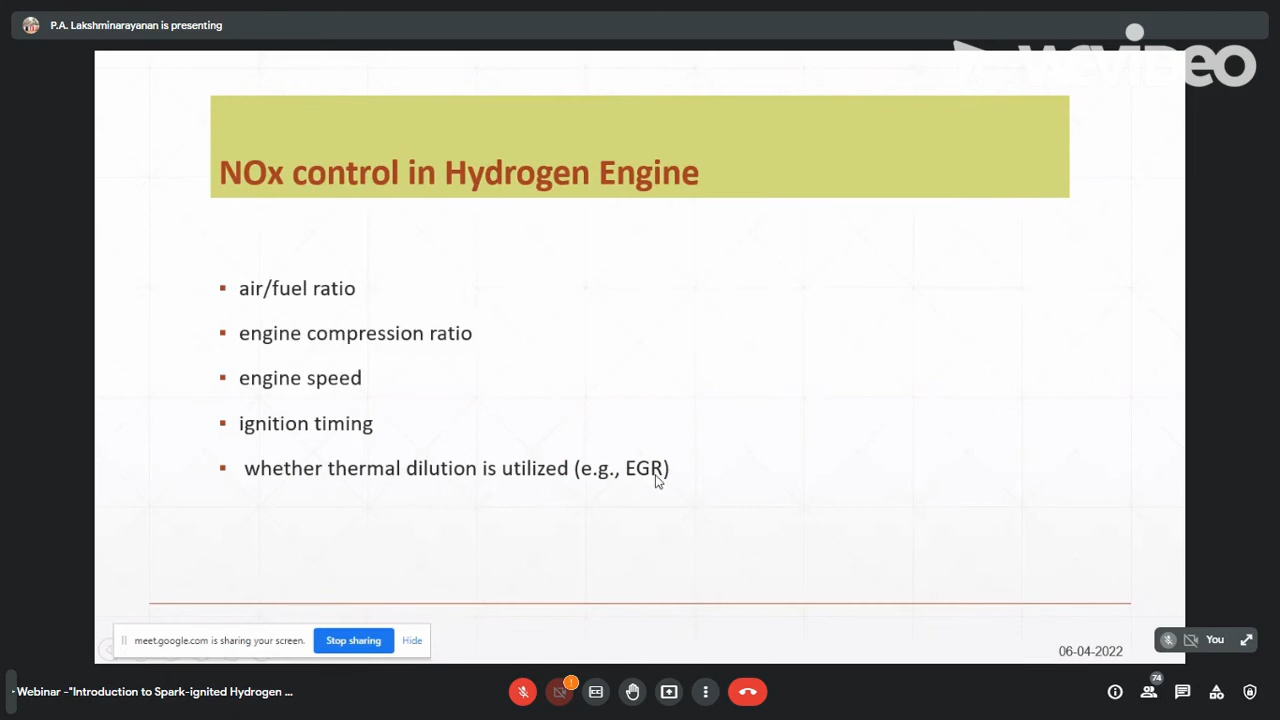 P.A. Lakshminarayanan is presenting
wcvideo
NOx control in Hydrogen Engine
▪ air/fuel ratio
▪ engine compression ratio
▪ engine speed
▪ ignition timing
▪ whether thermal dilution is utilized (e.g., EGR)
meet.google.com is sharing your screen. Stop sharing Hide
You
06-04-2022
Webinar -"Introduction to Spark-ignited Hydrogen ...
74